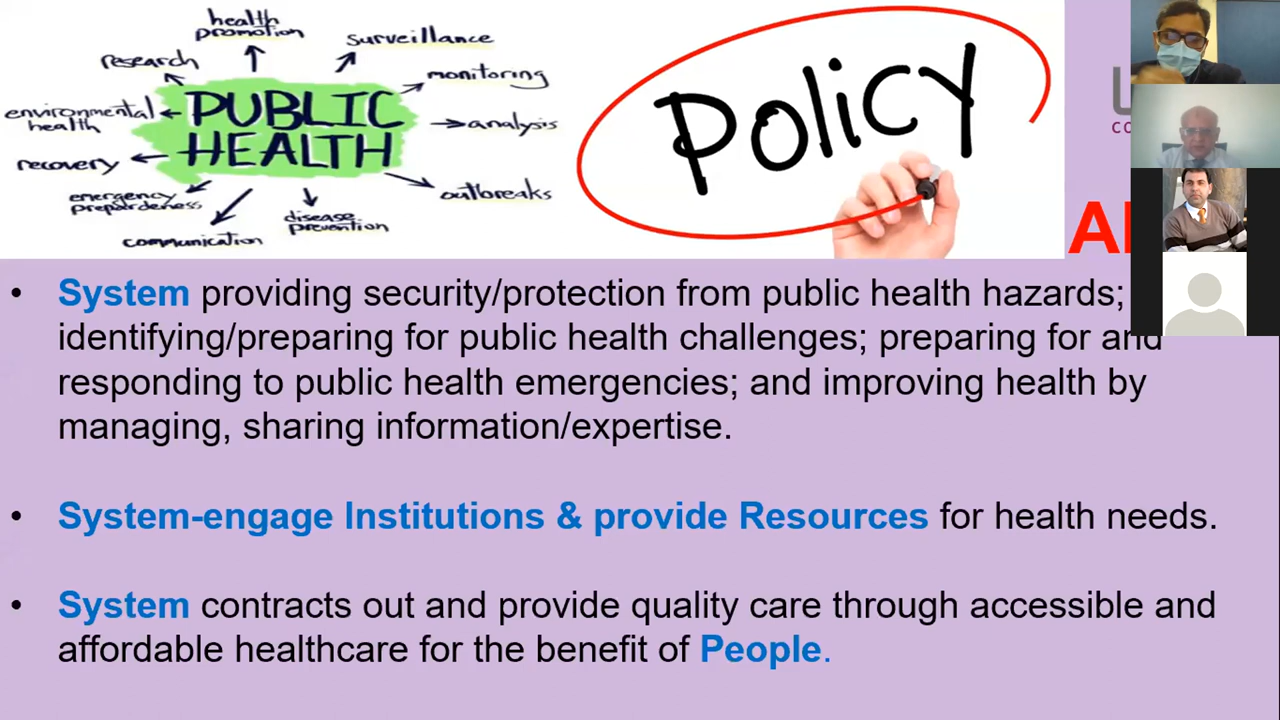 health
promotion
surveillance
research
monitoring
environmental
health
PUBLIC
HEALTH
analysis
recovery
emergency
preparedeness
outbreaks
disease
prevention
communication
Policy
CO
• System providing security/protection from public health hazards;
identifying/preparing for public health challenges; preparing for and
responding to public health emergencies; and improving health by
managing, sharing information/expertise.
• System-engage Institutions & provide Resources for health needs.
• System contracts out and provide quality care through accessible and
affordable healthcare for the benefit of People.